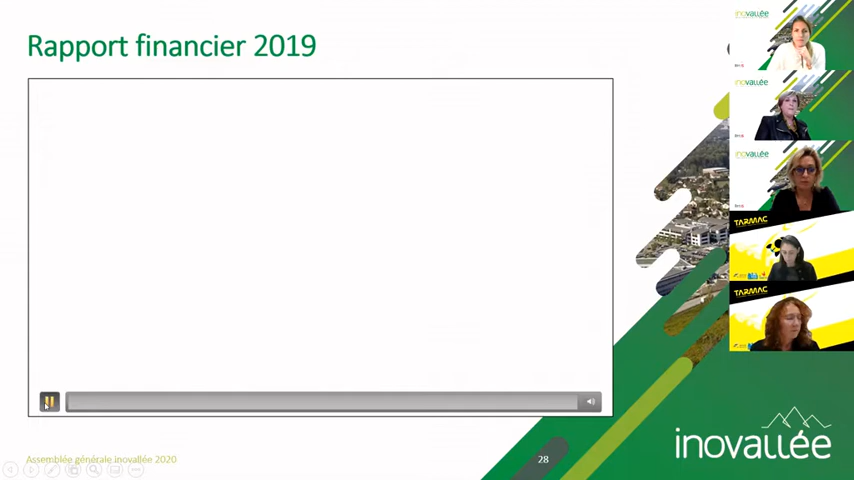 Rapport financier 2019
inovallée
inovallée
inovallée
TARMAC
TARMAC
Assemblée générale inovallée 2020
28
inovallée